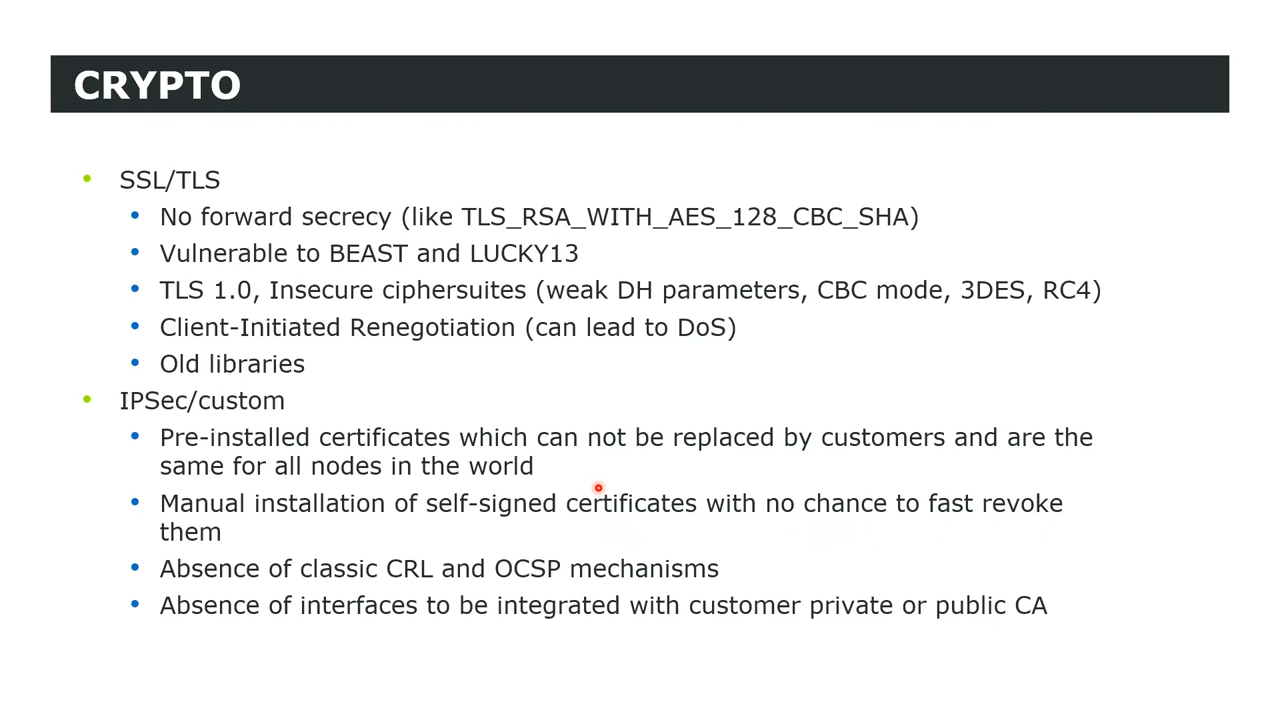 CRYPTO
• SSL/TLS
• No forward secrecy (like TLS_RSA_WITH_AES_128_CBC_SHA)
• Vulnerable to BEAST and LUCKY13
• TLS 1.0, Insecure ciphersuites (weak DH parameters, CBC mode, 3DES, RC4)
• Client-Initiated Renegotiation (can lead to DoS)
• Old libraries
• IPSec/custom
• Pre-installed certificates which can not be replaced by customers and are the
same for all nodes in the world
• Manual installation of self-signed certificates with no chance to fast revoke
them
• Absence of classic CRL and OCSP mechanisms
• Absence of interfaces to be integrated with customer private or public CA